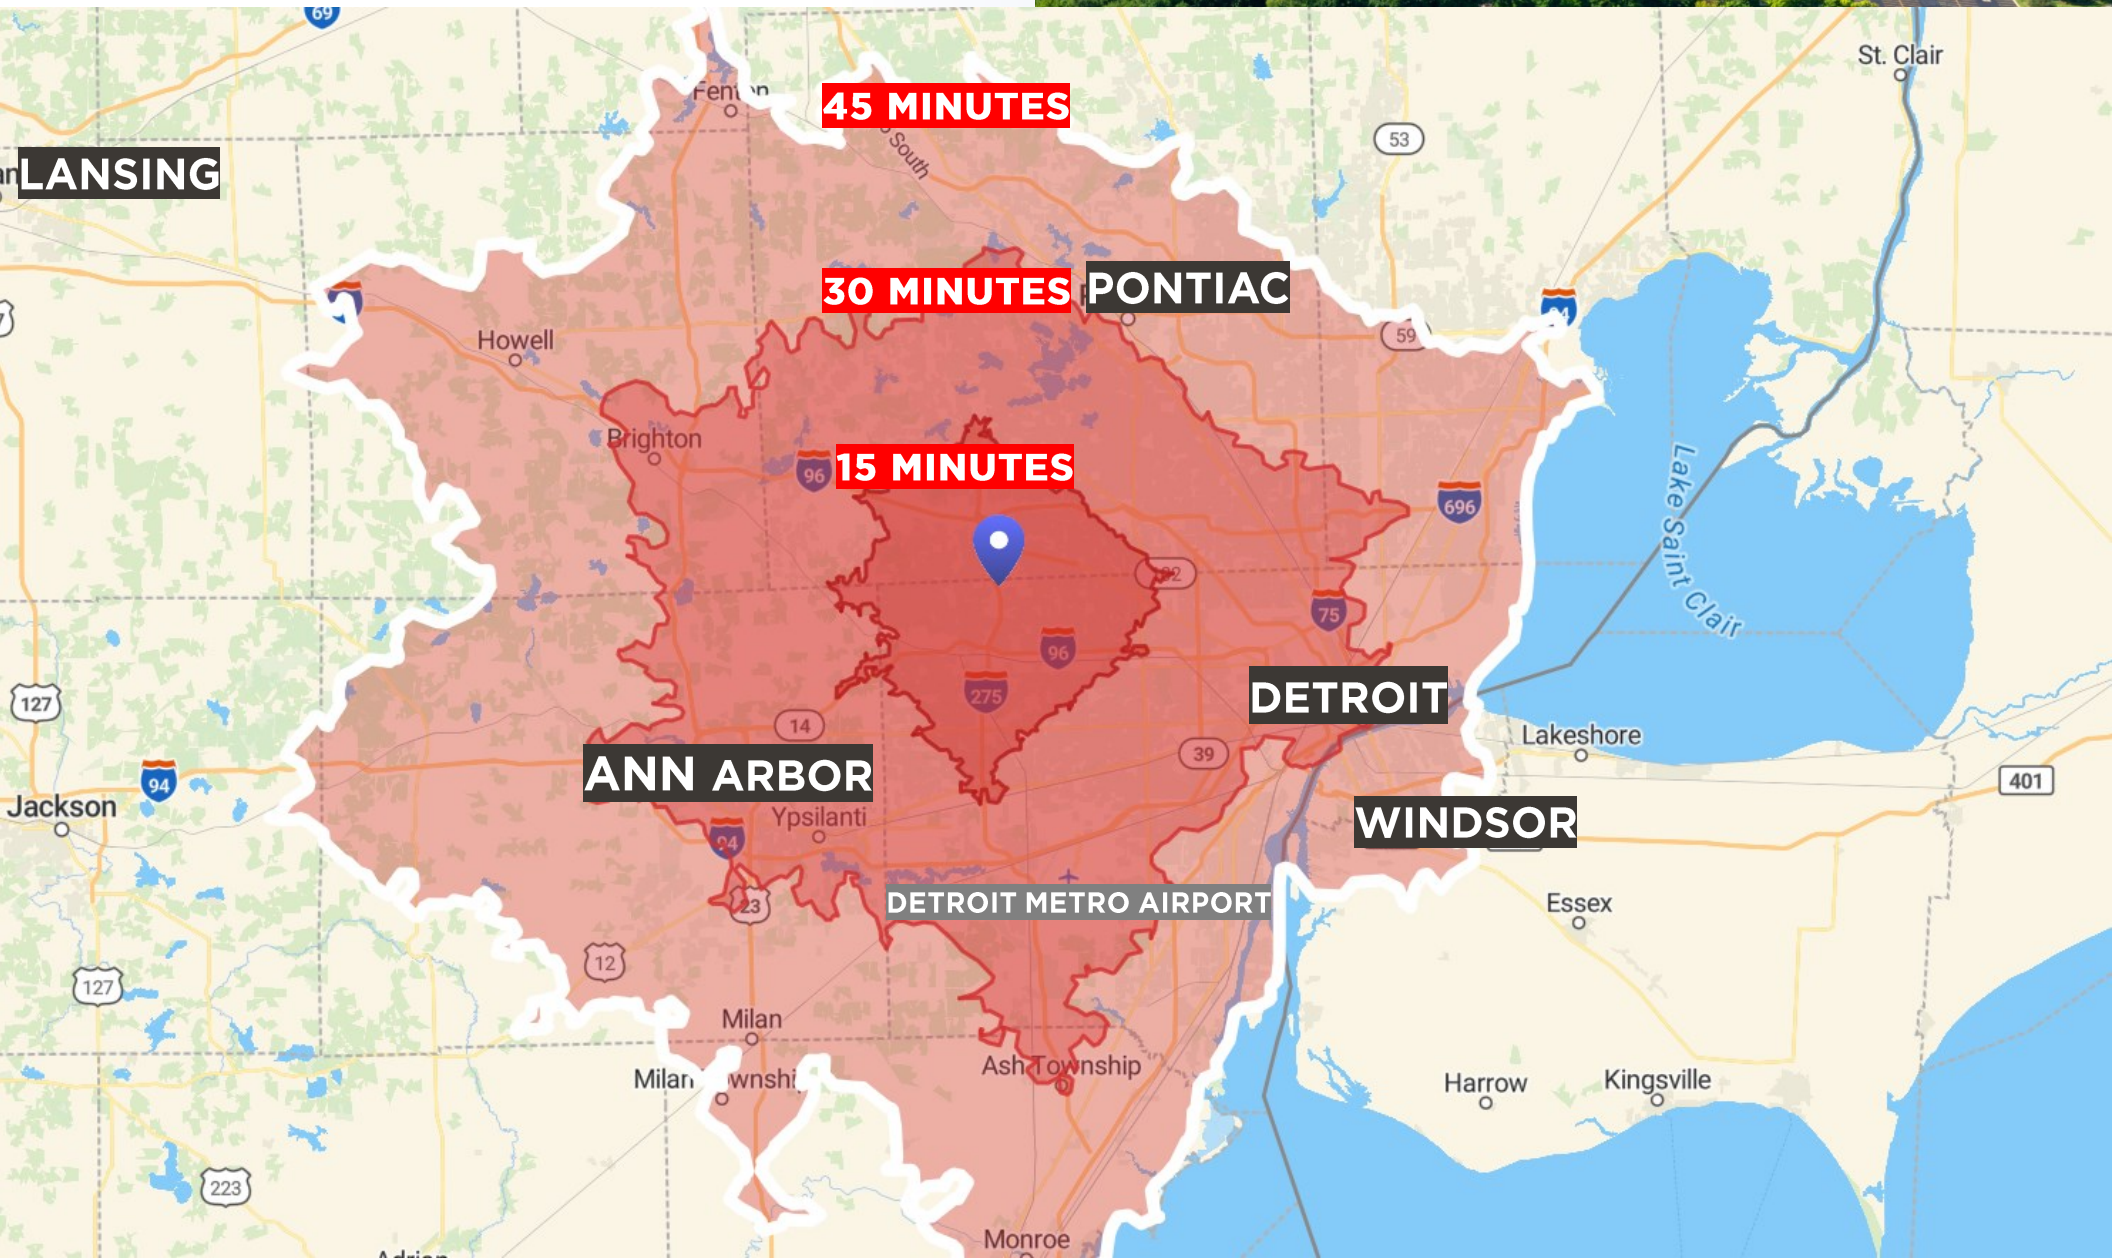 69
St. Clair
Fenton
45 MINUTES
South
53
LANSING
30 MINUTES
PONTIAC
59
Howell
Brighton
96
15 MINUTES
696
Lake Saint Clair
75
96
275
DETROIT
127
14
39
Lakeshore
94
ANN ARBOR
401
Jackson
Ypsilanti
94
WINDSOR
23
DETROIT METRO AIRPORT
Essex
12
127
Milan
Ash Township
Milan
Harrow
Kingsville
223
Monroe